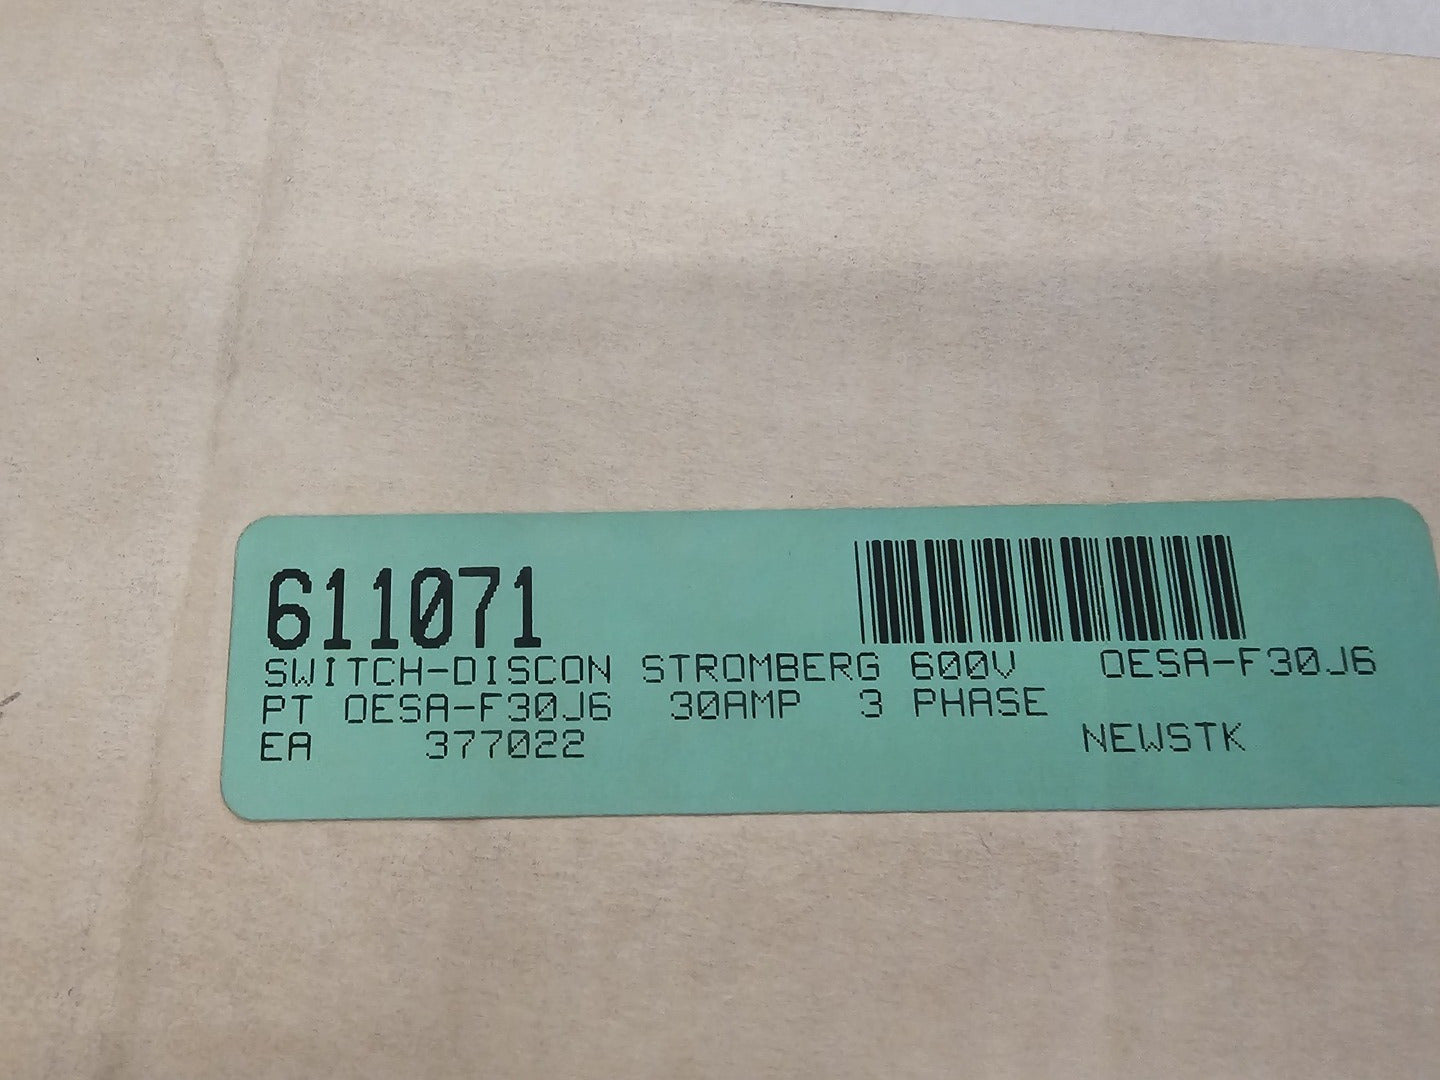 611071
SWITCH-DISCON STROMBERG 600V OESA-F30J6
PT OESA-F30J6 30AMP 3 PHASE
EA 377022 NEWSTK